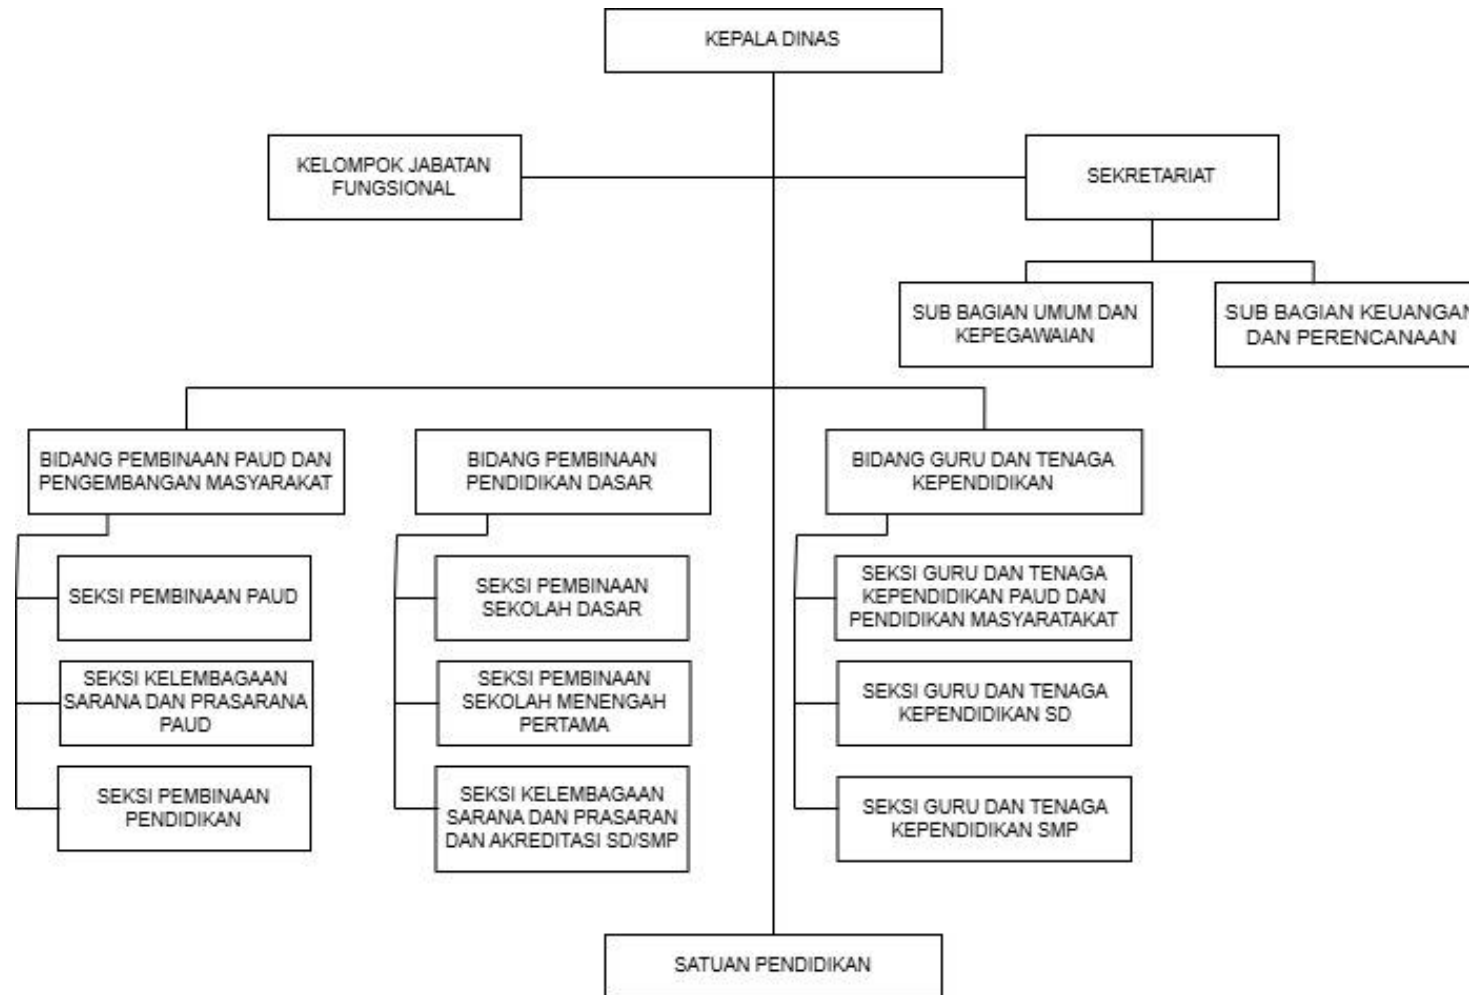 KEPALA DINAS
KELOMPOK JABATAN
FUNGSIONAL
SEKRETARIAT
SUB BAGIAN UMUM DAN
KEPEGAWAIAN
SUB BAGIAN KEUANGAN
DAN PERENCANAAN
BIDANG PEMBINAAN PAUD DAN
PENGEMBANGAN MASYARAKAT
BIDANG PEMBINAAN
PENDIDIKAN DASAR
BIDANG GURU DAN TENAGA
KEPENDIDIKAN
SEKSI PEMBINAAN PAUD
SEKSI KELEMBAGAAN
SARANA DAN PRASARANA
PAUD
SEKSI PEMBINAAN
PENDIDIKAN
SEKSI PEMBINAAN
SEKOLAH DASAR
SEKSI PEMBINAAN
SEKOLAH MENENGAH
PERTAMA
SEKSI KELEMBAGAAN
SARANA DAN PRASARAN
DAN AKREDITASI SD/SMP
SEKSI GURU DAN TENAGA
KEPENDIDIKAN PAUD DAN
PENDIDIKAN MASYARATAKAT
SEKSI GURU DAN TENAGA
KEPENDIDIKAN SD
SEKSI GURU DAN TENAGA
KEPENDIDIKAN SMP
SATUAN PENDIDIKAN